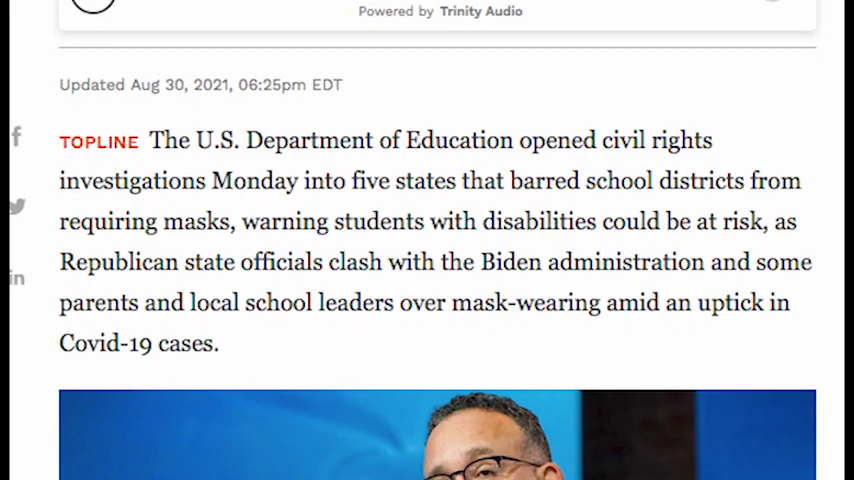 Powered by Trinity Audio
Updated Aug 30, 2021, 06:25pm EDT
TOPLINE The U.S. Department of Education opened civil rights
investigations Monday into five states that barred school districts from
requiring masks, warning students with disabilities could be at risk, as
Republican state officials clash with the Biden administration and some
parents and local school leaders over mask-wearing amid an uptick in
Covid-19 cases.